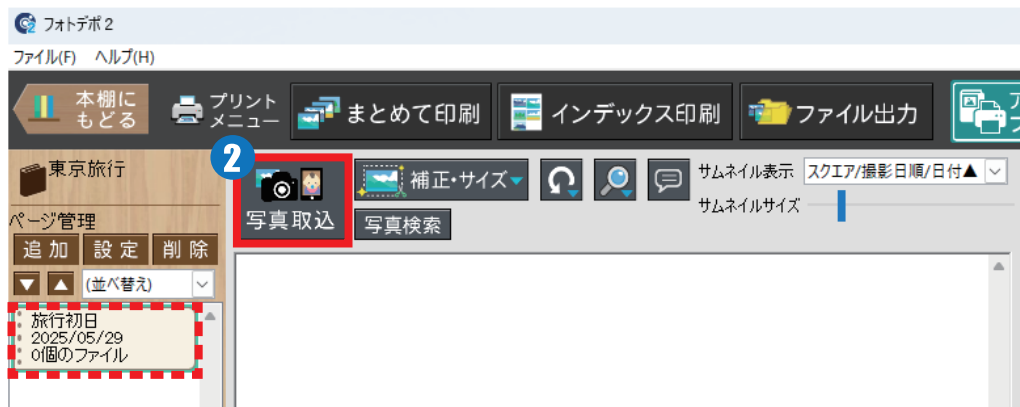 フォトデポ 2
ファイル(F) ヘルプ(H)
本棚に
もどる
プリント
メニュー
まとめて印刷
インデックス印刷
ファイル出力
2
東京旅行
写真取込
補正・サイズ
サムネイル表示 スクエア/撮影日順/日付▲
サムネイルサイズ
写真検索
ページ管理
追加 設定 削除
(並べ替え)
旅行初日
2025/05/29
0個のファイル